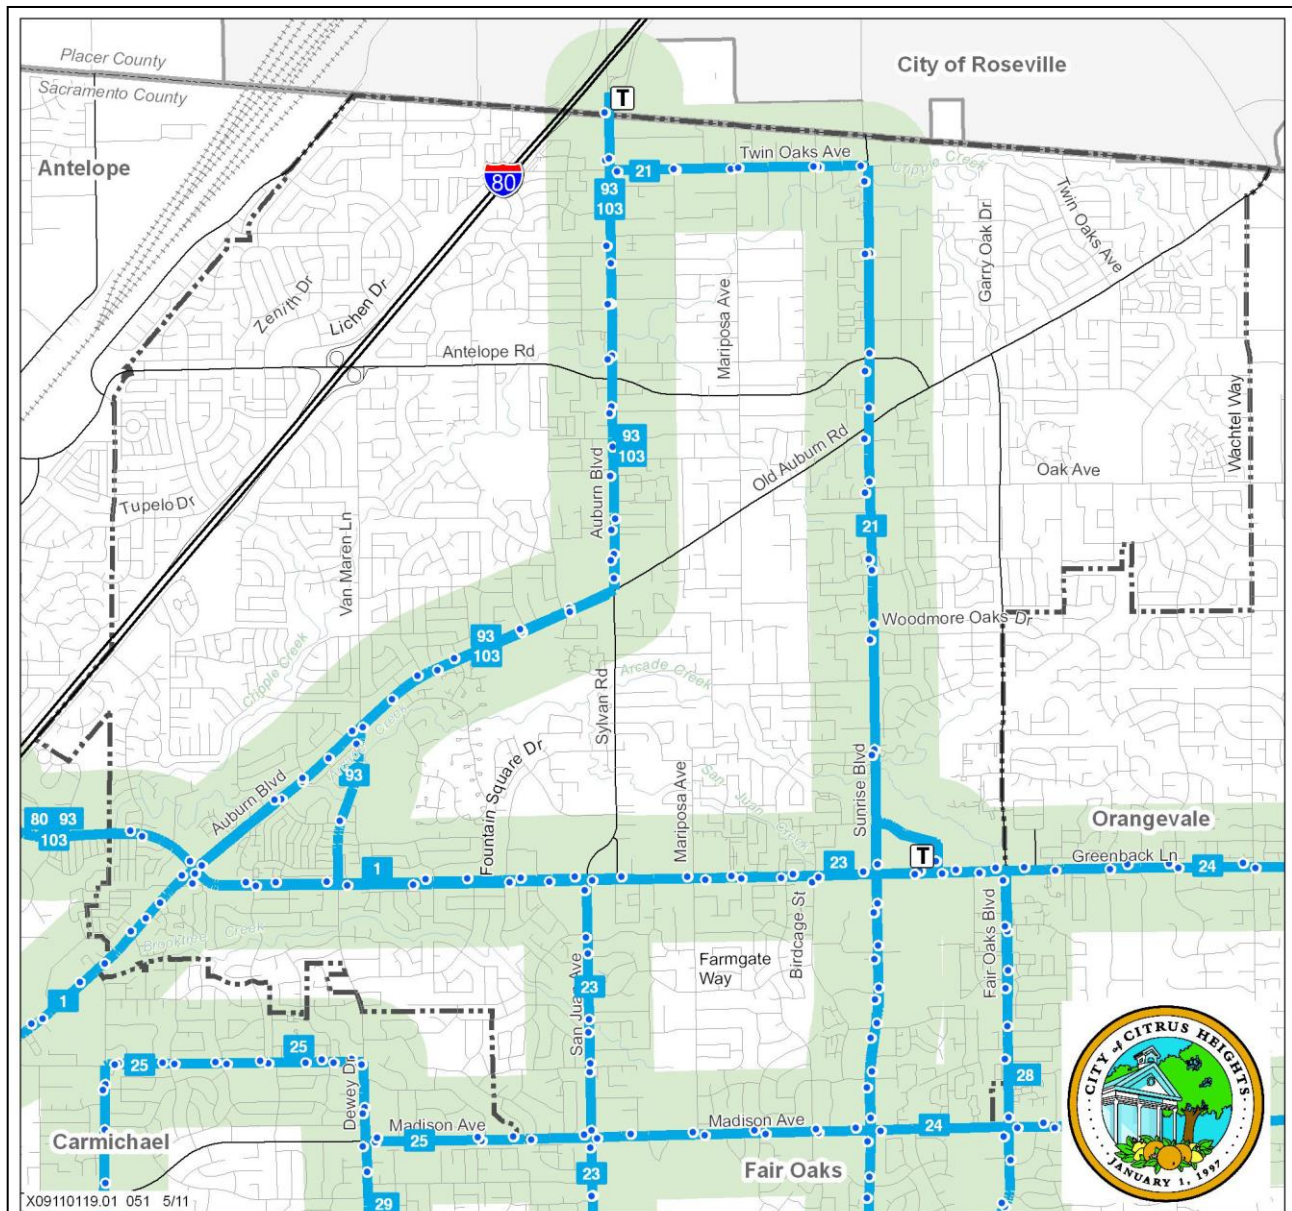 Placer County
Sacramento County
City of Roseville
Antelope
T
80
21
Twin Oaks Ave
Cripple Creek
93
103
Twin Oaks Ave
Garry Oak Dr
Zenith Dr
Lichen Dr
Mariposa Ave
Antelope Rd
Wachtel Way
93
103
Auburn Blvd
Old Auburn Rd
Oak Ave
Tupelo Dr
Van Maren Ln
21
Woodmore Oaks Dr
93
103
Cripple Creek
Arcade Creek
Sylvan Rd
Arcade Creek
Fountain Square Dr
Mariposa Ave
San Juan Creek
Sunrise Blvd
93
Auburn Blvd
80 93
103
Orangevale
Greenback Ln
1
23
T
24
Birdcage St
Fair Oaks Blvd
Brooktree Creek
San Juan Ave
Farmgate
Way
23
1
25
25
Dewey Dr
28
Madison Ave
25
Madison Ave
24
Carmichael
Fair Oaks
23
29
CITY of CITRUS HEIGHTS
JANUARY 1, 1997
X09110119.01 051 5/11